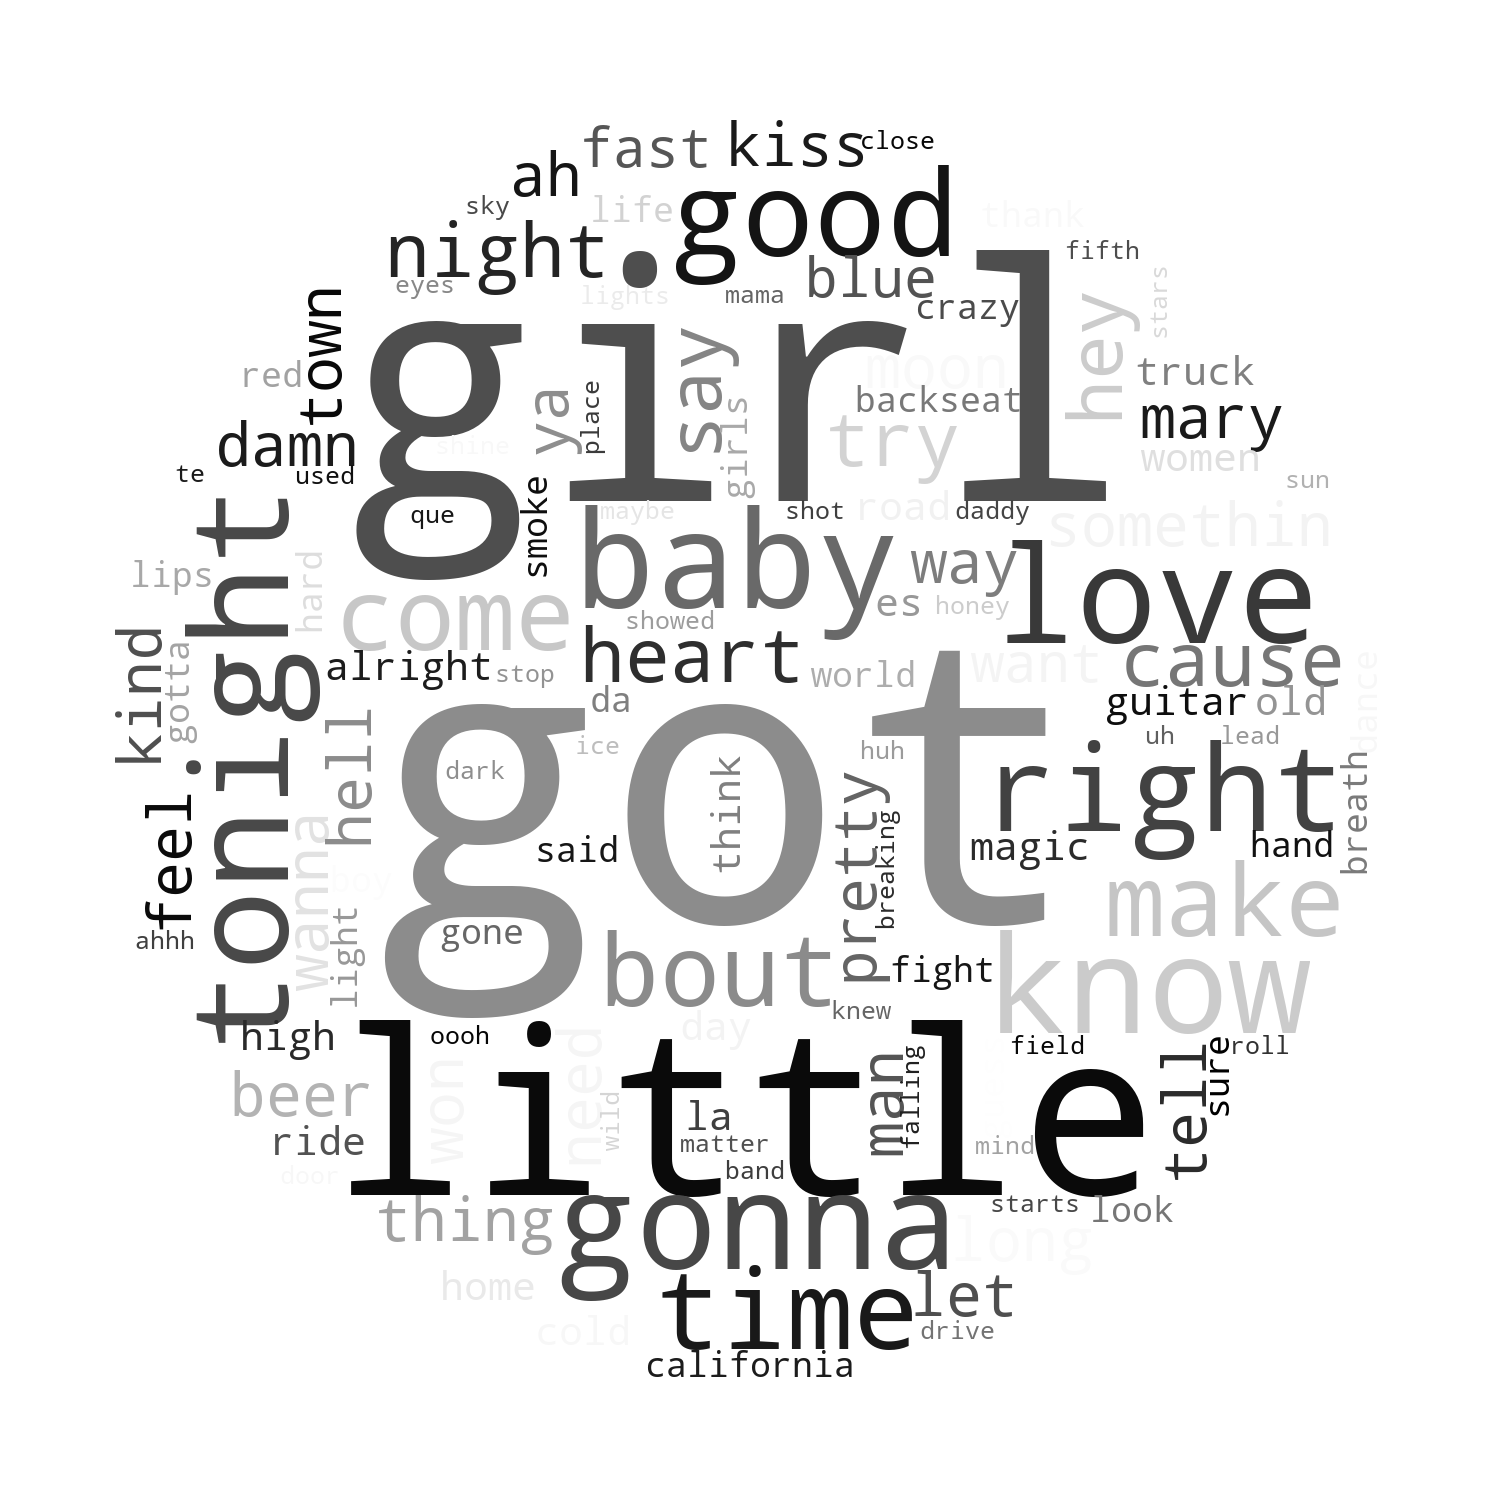 close
fast
kiss
ah
good
sky
life
thank
night
fifth
blue
eyes
lights
mama
crazy
girl
hey
stars
town
say
moon
truck
red
ya
place
girls
backseat
mary
try
damn
shine
women
te
used
sun
que
smoke
maybe
shot
road
daddy
somethin
tonight
baby
way
love
lips
hard
come
es
honey
showed
kind
gotta
alright
stop
heart
world
want
cause
da
guitar
old
dance
hell
ice
huh
uh
lead
got
dark
think
pretty
right
breath
feel
wanna
said
breaking
magic
hand
boy
make
ahhh
light
gone
bout
fight
know
knew
high
oooh
day
field
roll
sure
little
beer
won
need
wild
la
man
falling
tell
ride
matter
mind
door
band
thing
gonna
starts
look
long
home
time
let
cold
drive
california